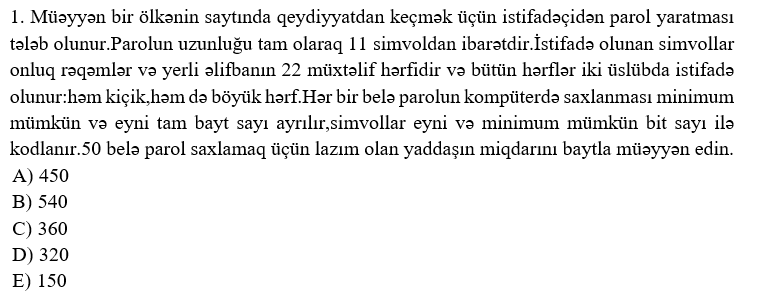 1. Müəyyən bir ölkənin saytında qeydiyyatdan keçmək üçün istifadəçidən parol yaratması
tələb olunur.Parolun uzunluğu tam olaraq 11 simvoldan ibarətdir.İstifadə olunan simvollar
onluq rəqəmlər və yerli əlifbanın 22 müxtəlif hərfidir və bütün hərflər iki üslübda istifadə
olunur:həm kiçik,həm də böyük hərf.Hər bir belə parolun kompüterdə saxlanması minimum
mümkün və eyni tam bayt sayı ayrılır,simvollar eyni və minimum mümkün bit sayı ilə
kodlanır.50 belə parol saxlamaq üçün lazım olan yaddaşın miqdarını baytla müəyyən edin.
A) 450
B) 540
C) 360
D) 320
E) 150